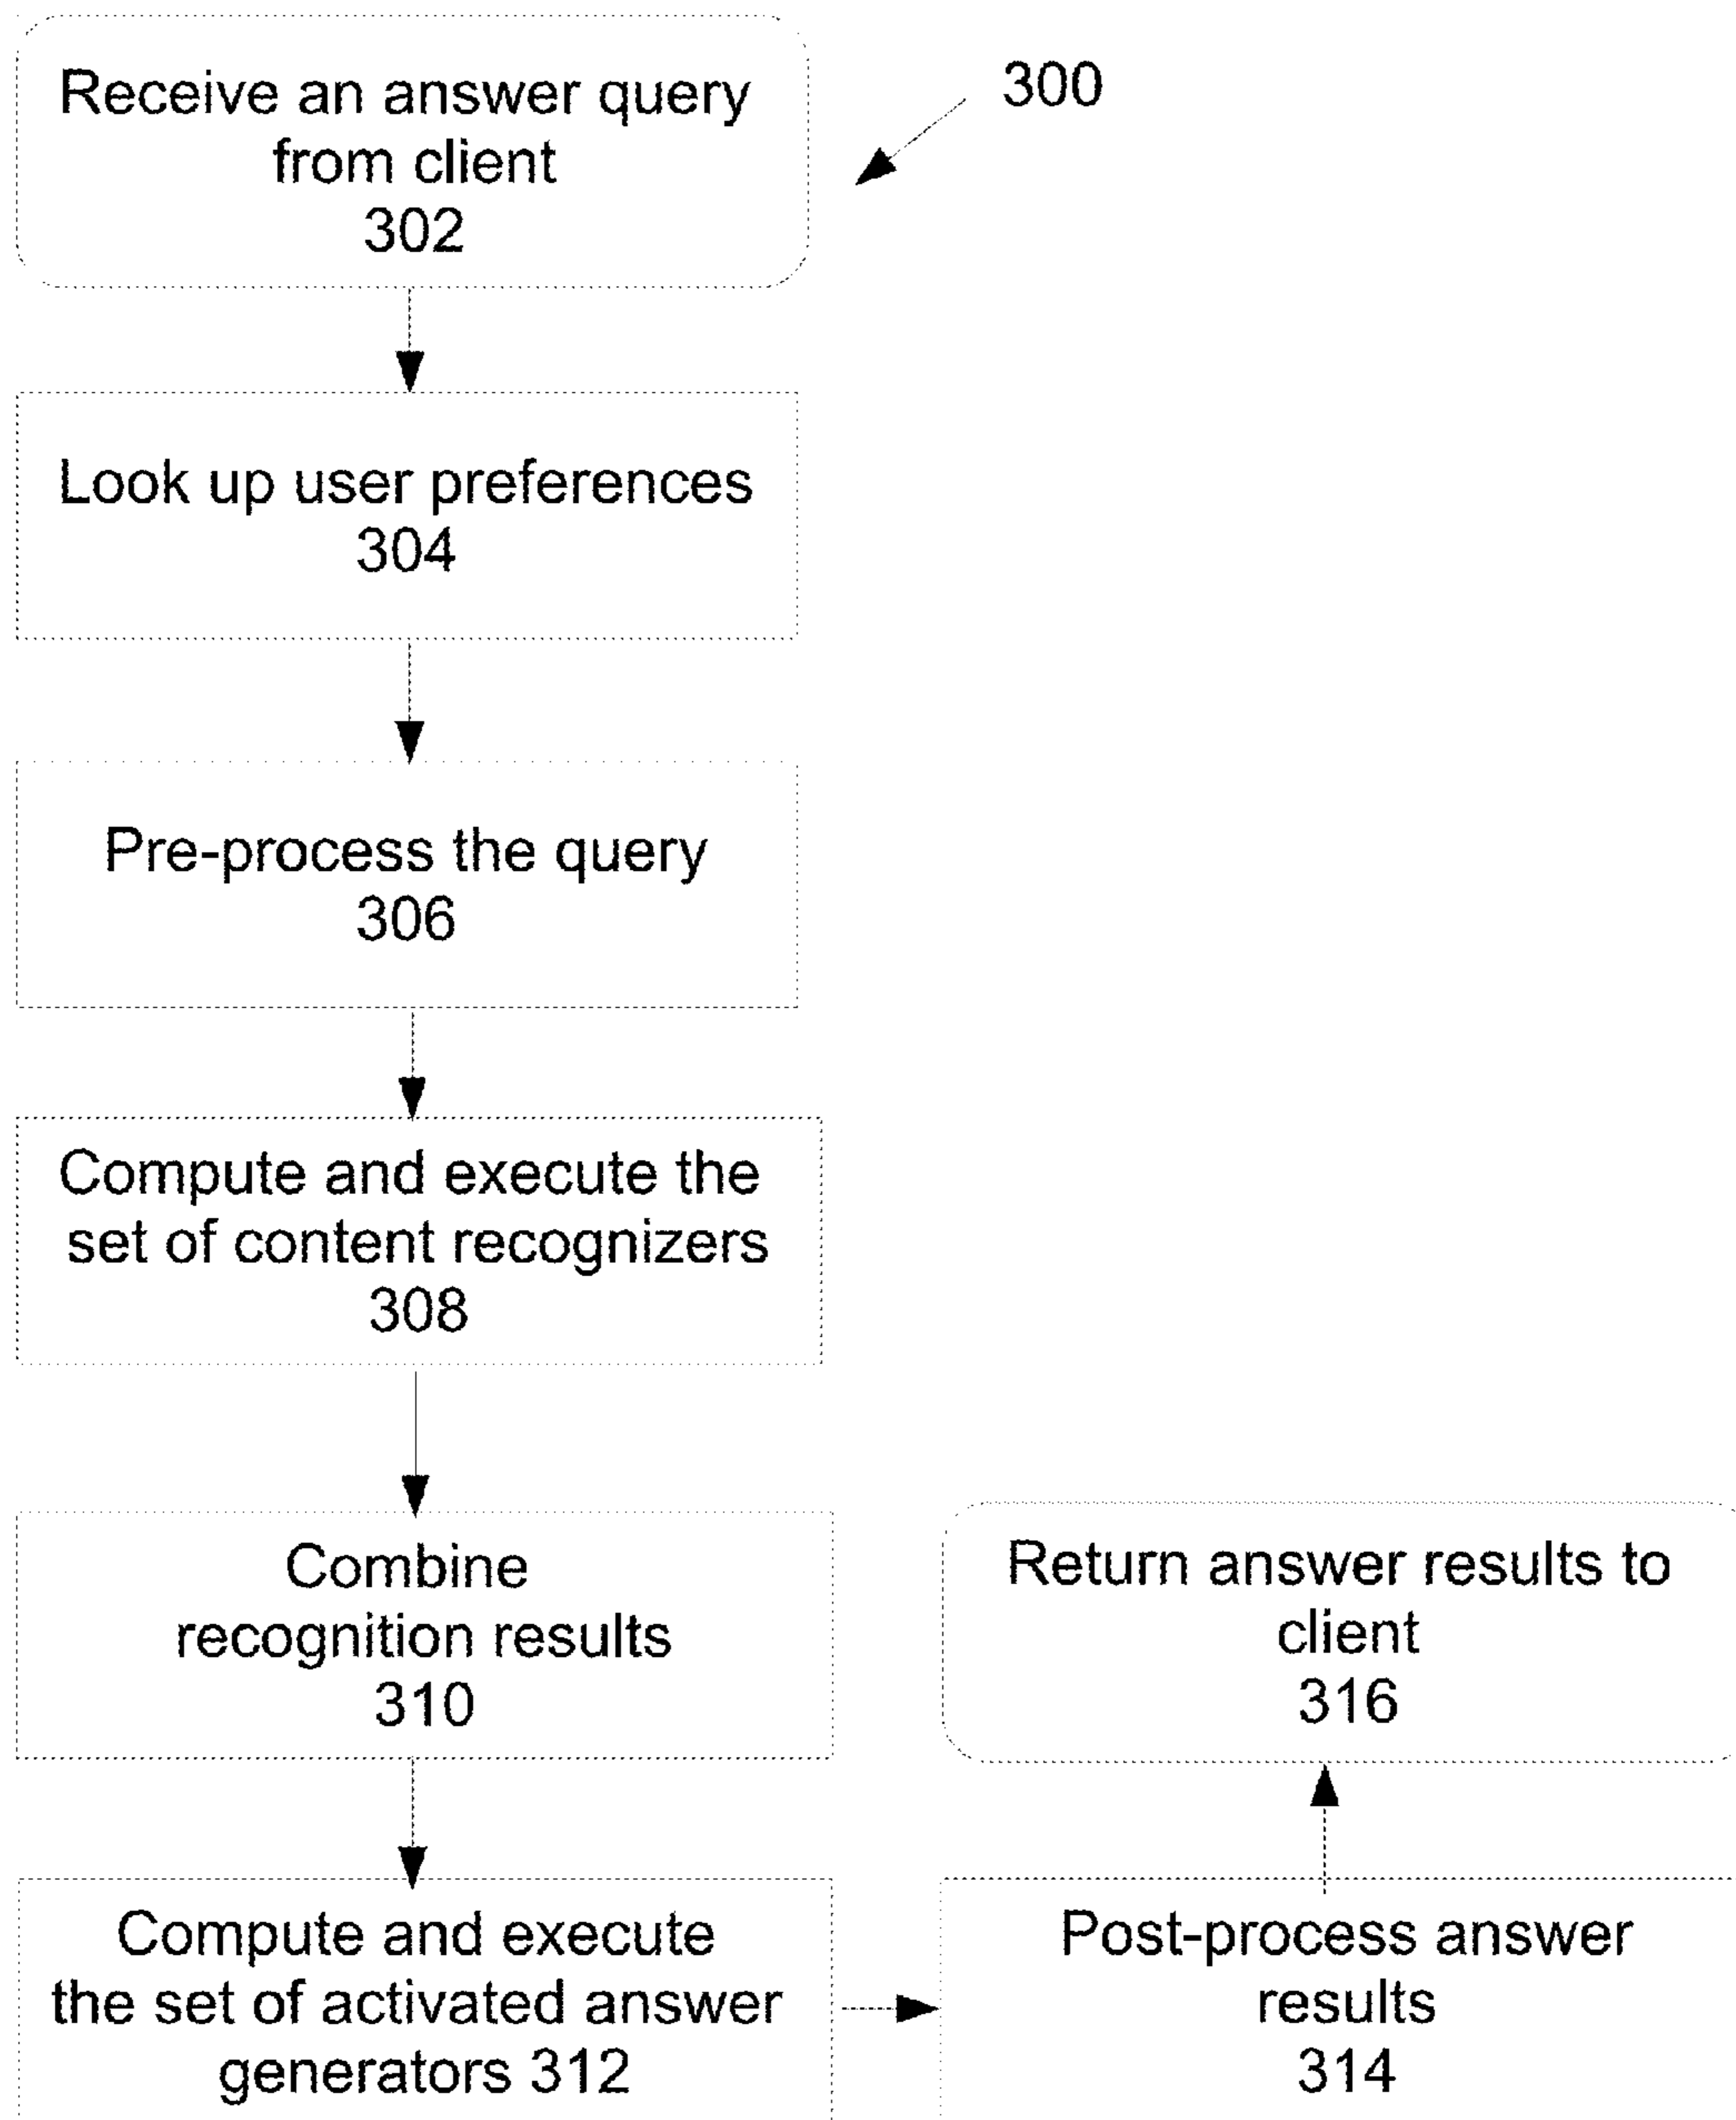 Receive an answer query
from client
302
300
Look up user preferences
304
Pre-process the query
306
Compute and execute the
set of content recognizers
308
Combine
recognition results
310
Compute and execute
the set of activated answer
generators 312
Post-process answer
results
314
Return answer results to
client
316